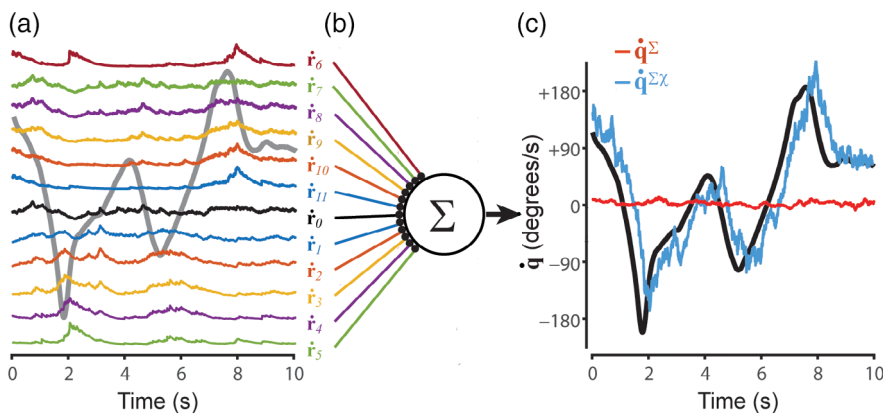 (a)
(b)
(c)
ṙ6
ṙ7
ṙ8
ṙ9
ṙ10
ṙ11
ṙ0
ṙ1
ṙ2
ṙ3
ṙ4
ṙ5
0 2 4 6 8 10
Time (s)
Σ
q̇Σ
q̇Σχ
+180
+90
0
−90
−180
q̇ (degrees/s)
0 2 4 6 8 10
Time (s)